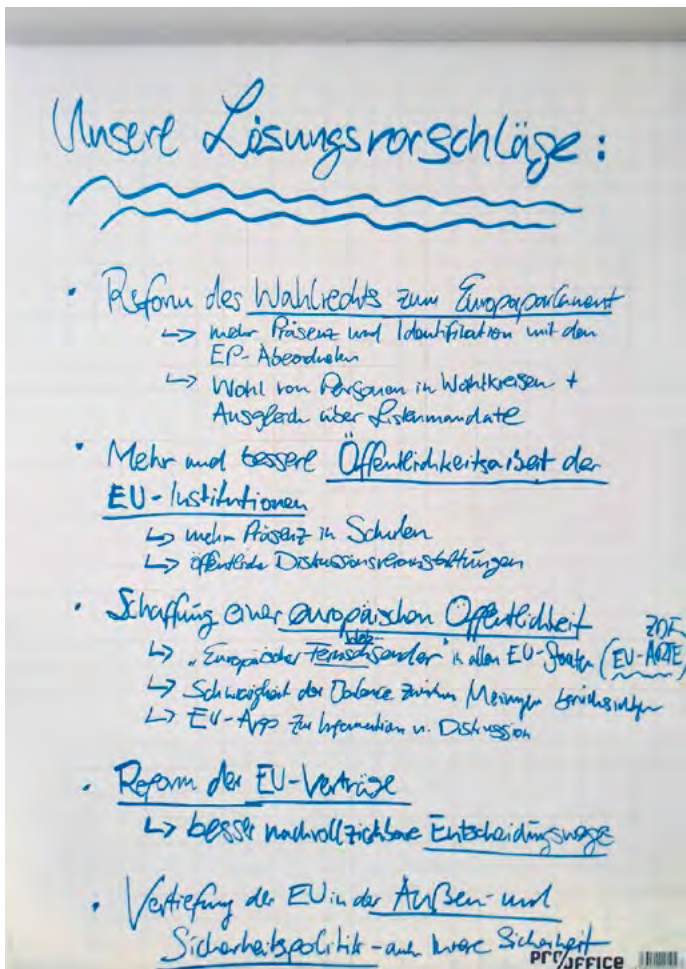 Unsere Lösungsvorschläge:
• Reform des Wahlrechts zum Europaparlament
↳ mehr Präsenz und Identifikation mit den
EP-Abeordneten
↳ Wahl von Personen in Wahlkreisen +
Ausgleich über Listenmandate
• Mehr und bessere Öffentlichkeitsarbeit der
EU-Institutionen
↳ mehr Präsenz in Schulen
↳ öffentliche Diskussionsveranstaltungen
• Schaffung einer europäischen Öffentlichkeit
↳ „Europäischer Fernsehsender" in allen EU-Staaten (EU-ARTE)
↳ Schwierigkeit der Balance zwischen Meinungen berücksichtigen
↳ EU-App zur Information u. Diskussion
• Reform der EU-Verträge
↳ besser nachvollziehbare Entscheidungswege
• Vertiefung der EU in der Außen- und
Sicherheitspolitik - auch Innere Sicherheit
PRO/OFFICE